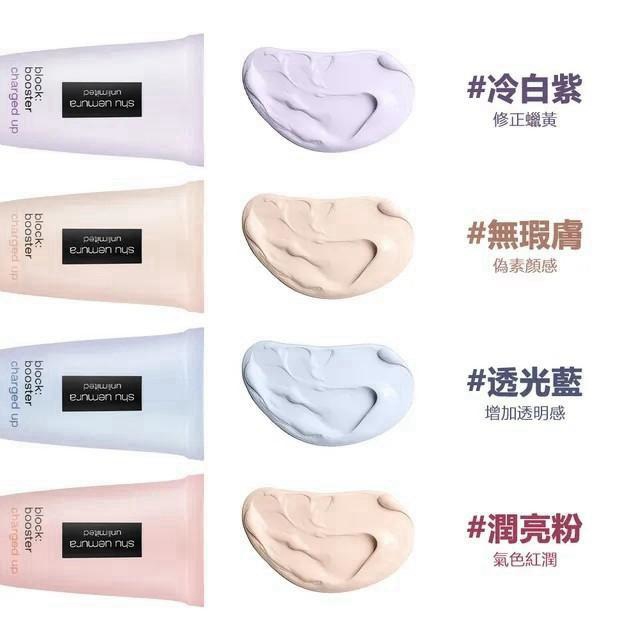 block:
booster
charged up
shu uemura
unlimited
#冷白紫
修正蠟黃
block:
booster
charged up
shu uemura
unlimited
#無瑕膚
偽素顏感
block:
booster
charged up
shu uemura
unlimited
#透光藍
增加透明感
block:
booster
charged up
shu uemura
unlimited
#潤亮粉
氣色紅潤